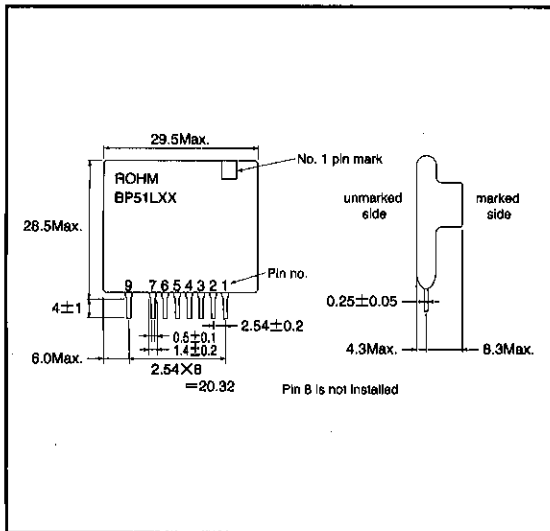 29.5Max.
No. 1 pin mark
ROHM
BP51LXX
unmarked
side
marked
side
28.5Max.
9 7 6 5 4 3 2 1
Pin no.
4±1
2.54±0.2
0.25±0.05
0.5±0.1
1.4±0.2
6.0Max.
4.3Max.
8.3Max.
2.54×8
=20.32
Pin 8 is not installed